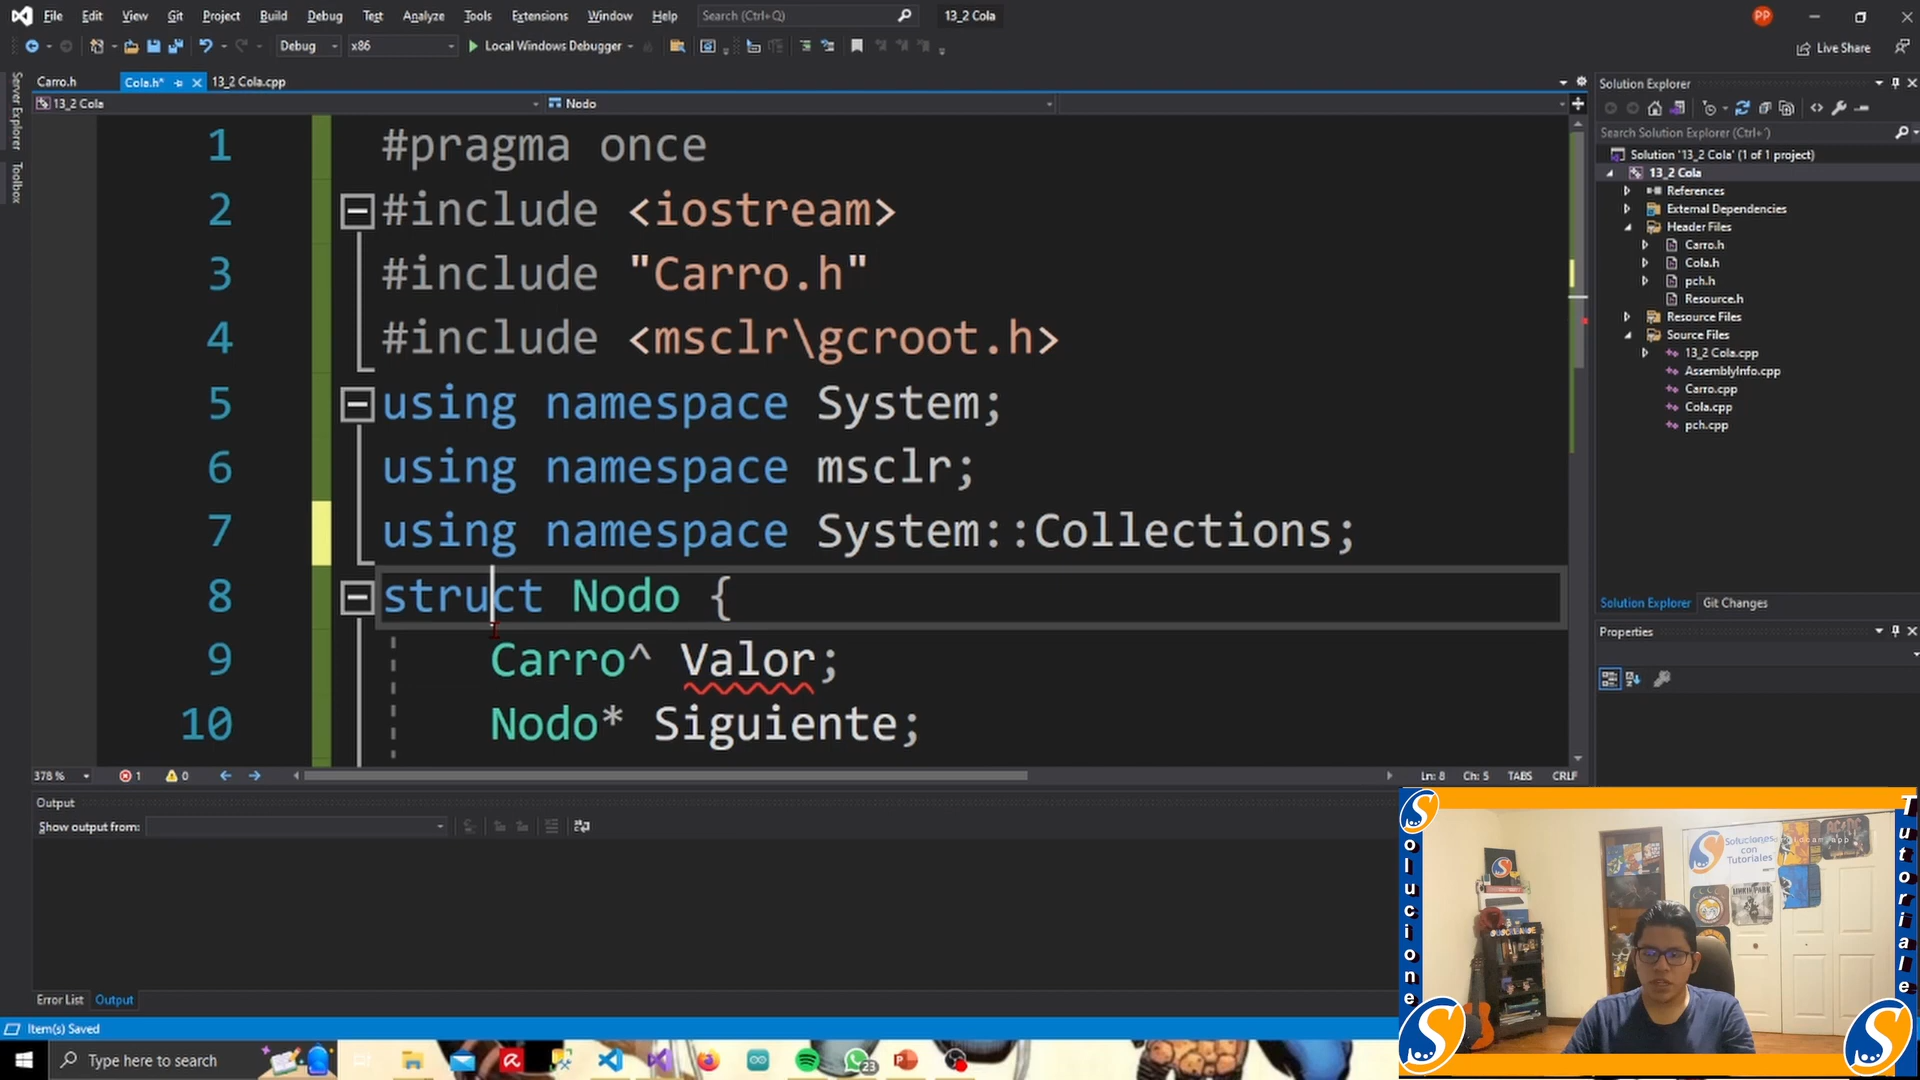 File Edit View Git Project Build Debug Test Analyze Tools Extensions Window Help Search (Ctrl+Q) 13_2 Cola PP
Debug x86 Local Windows Debugger Live Share
Carro.h Cola.h* 13_2 Cola.cpp
13_2 Cola Nodo
Server Explorer
Toolbox
1 #pragma once
2 #include <iostream>
3 #include "Carro.h"
4 #include <msclr\gcroot.h>
5 using namespace System;
6 using namespace msclr;
7 using namespace System::Collections;
8 struct Nodo {
9 Carro^ Valor;
10 Nodo* Siguiente;
378 % 1 0 Ln: 8 Ch: 5 TABS CRLF
Solution Explorer
Search Solution Explorer (Ctrl+')
Solution '13_2 Cola' (1 of 1 project)
13_2 Cola
References
External Dependencies
Header Files
Carro.h
Cola.h
pch.h
Resource.h
Resource Files
Source Files
13_2 Cola.cpp
AssemblyInfo.cpp
Carro.cpp
Cola.cpp
pch.cpp
Solution Explorer Git Changes
Properties
Output
Show output from:
Error List Output
Item(s) Saved
Type here to search
23
Solucione
Tutoriale
Soluciones
con
Tutoriales